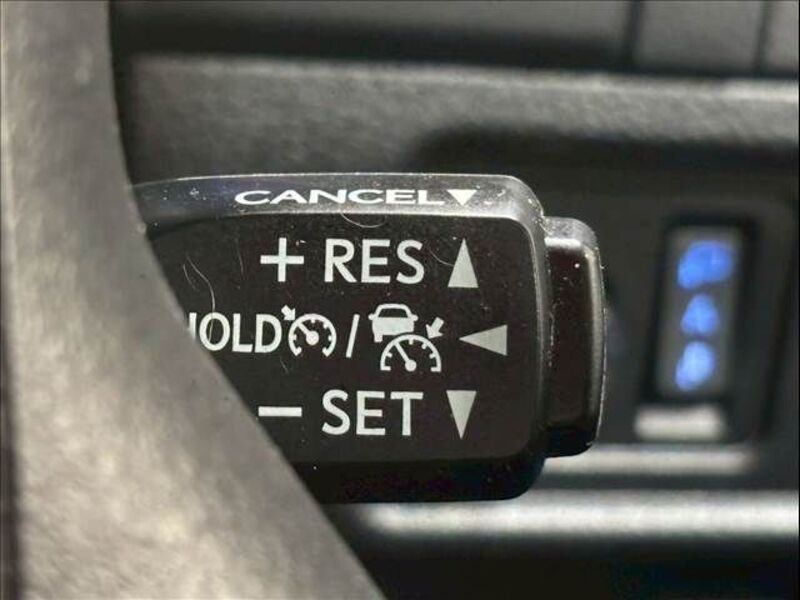 CANCEL▼
+ RES ▲
HOLD / ◀
− SET ▼